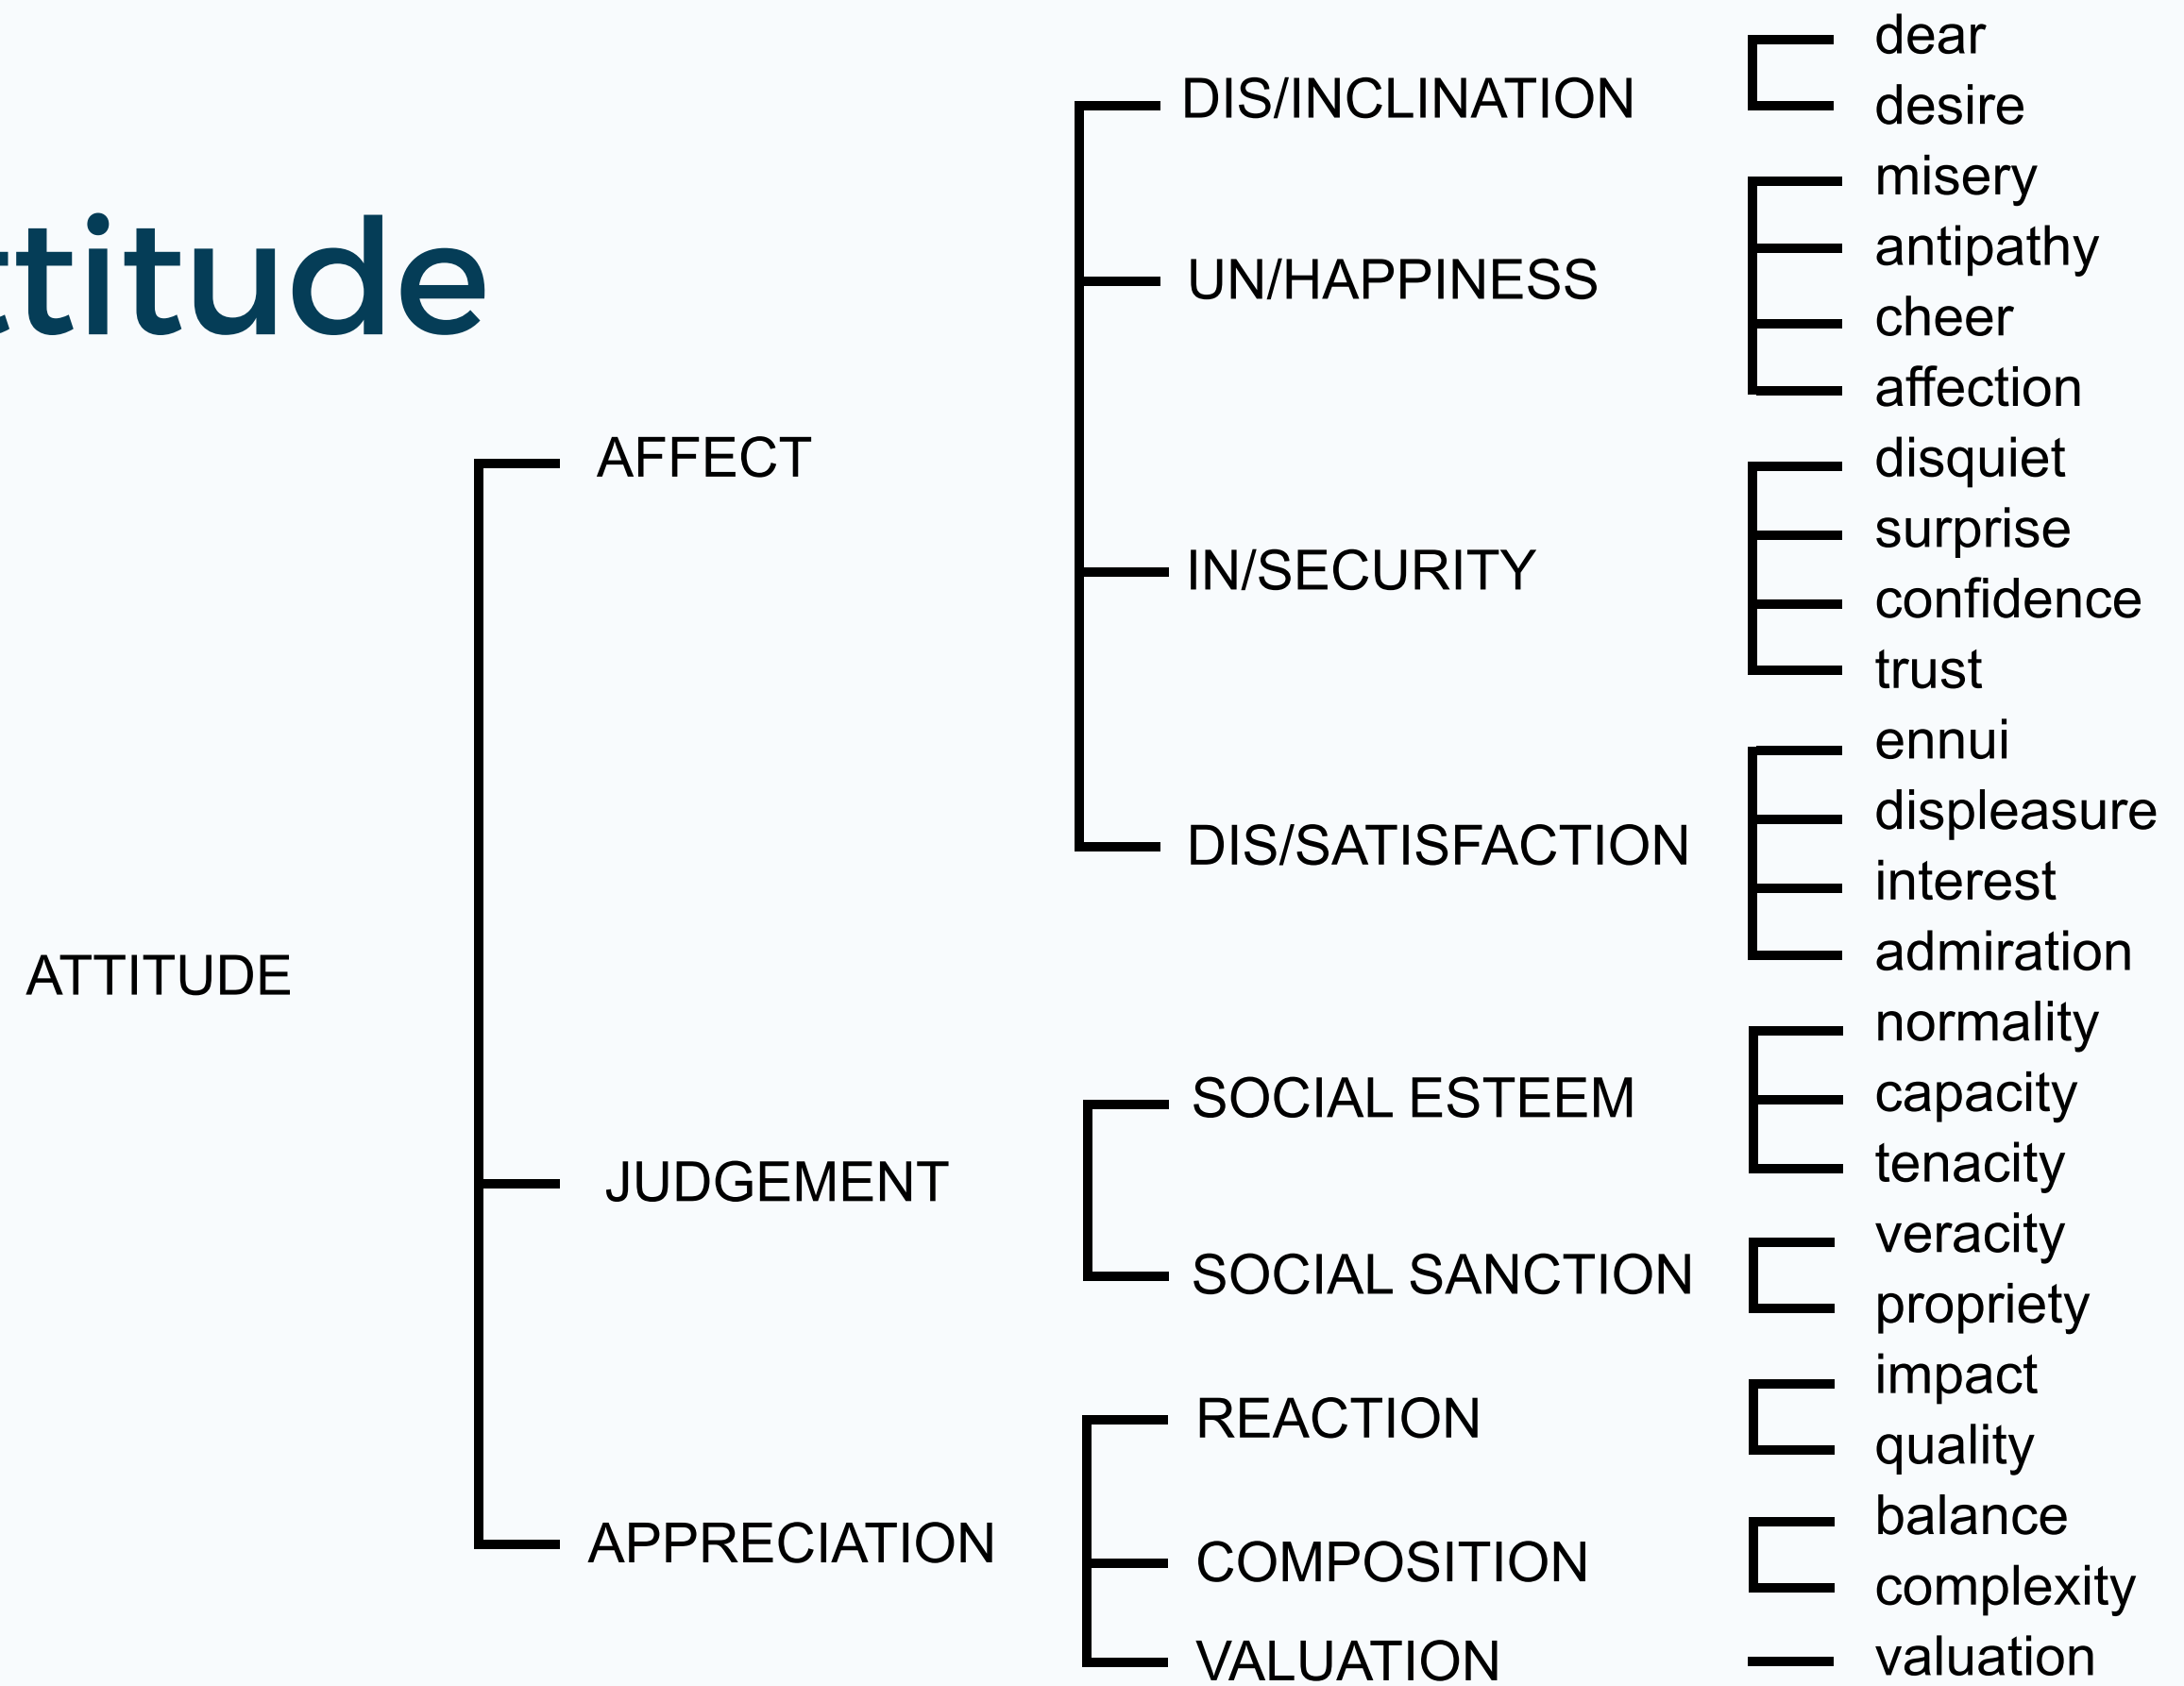 ttitude
ATTITUDE
AFFECT
DIS/INCLINATION
dear
desire
UN/HAPPINESS
misery
antipathy
cheer
affection
IN/SECURITY
disquiet
surprise
confidence
trust
DIS/SATISFACTION
ennui
displeasure
interest
admiration
JUDGEMENT
SOCIAL ESTEEM
normality
capacity
tenacity
SOCIAL SANCTION
veracity
propriety
APPRECIATION
REACTION
impact
quality
COMPOSITION
balance
complexity
VALUATION
valuation